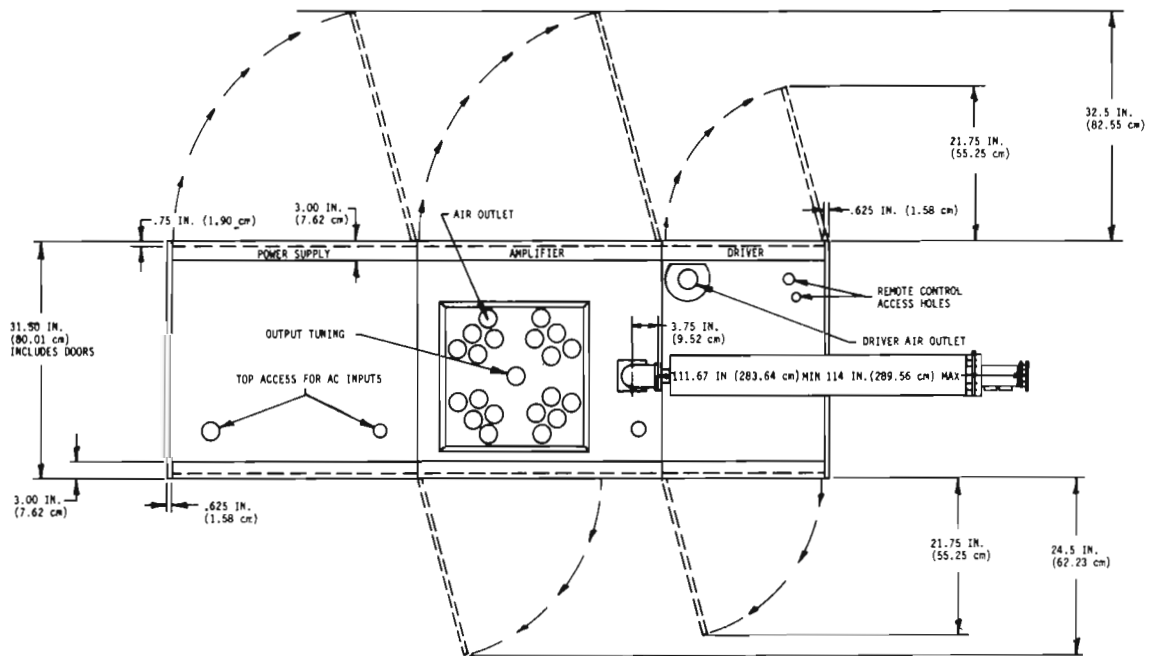 32.5 IN.
(82.55 cm)
21.75 IN.
(55.25 cm)
.75 IN. (1.90 cm)
3.00 IN.
(7.62 cm)
AIR OUTLET
.625 IN. (1.58 cm)
POWER SUPPLY
AMPLIFIER
DRIVER
REMOTE CONTROL
ACCESS HOLES
31.50 IN.
(80.01 cm)
INCLUDES DOORS
OUTPUT TUNING
3.75 IN.
(9.52 cm)
DRIVER AIR OUTLET
TOP ACCESS FOR AC INPUTS
111.67 IN (283.64 cm) MIN 114 IN. (289.56 cm) MAX
3.00 IN.
(7.62 cm)
.625 IN.
(1.58 cm)
21.75 IN.
(55.25 cm)
24.5 IN.
(62.23 cm)